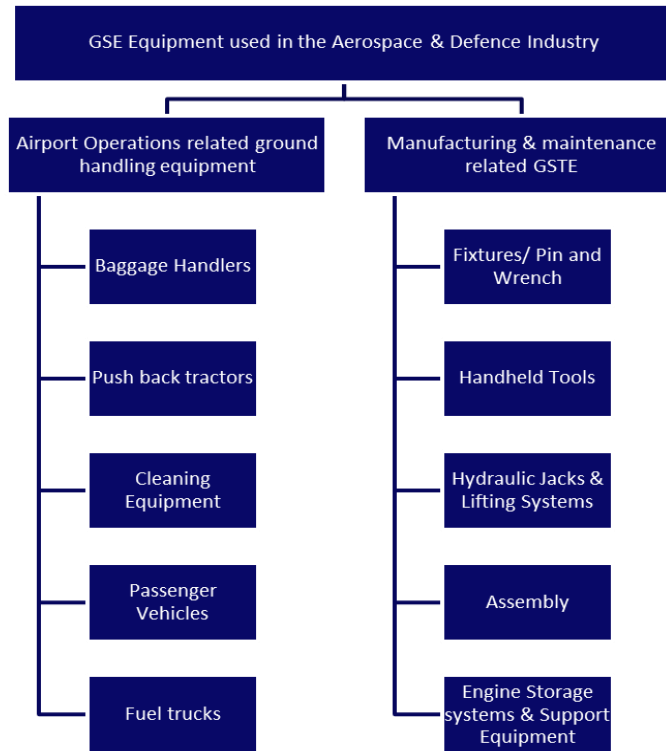 GSE Equipment used in the Aerospace & Defence Industry
Airport Operations related ground
handling equipment
Baggage Handlers
Push back tractors
Cleaning
Equipment
Passenger
Vehicles
Fuel trucks
Manufacturing & maintenance
related GSTE
Fixtures/ Pin and
Wrench
Handheld Tools
Hydraulic Jacks &
Lifting Systems
Assembly
Engine Storage
systems & Support
Equipment